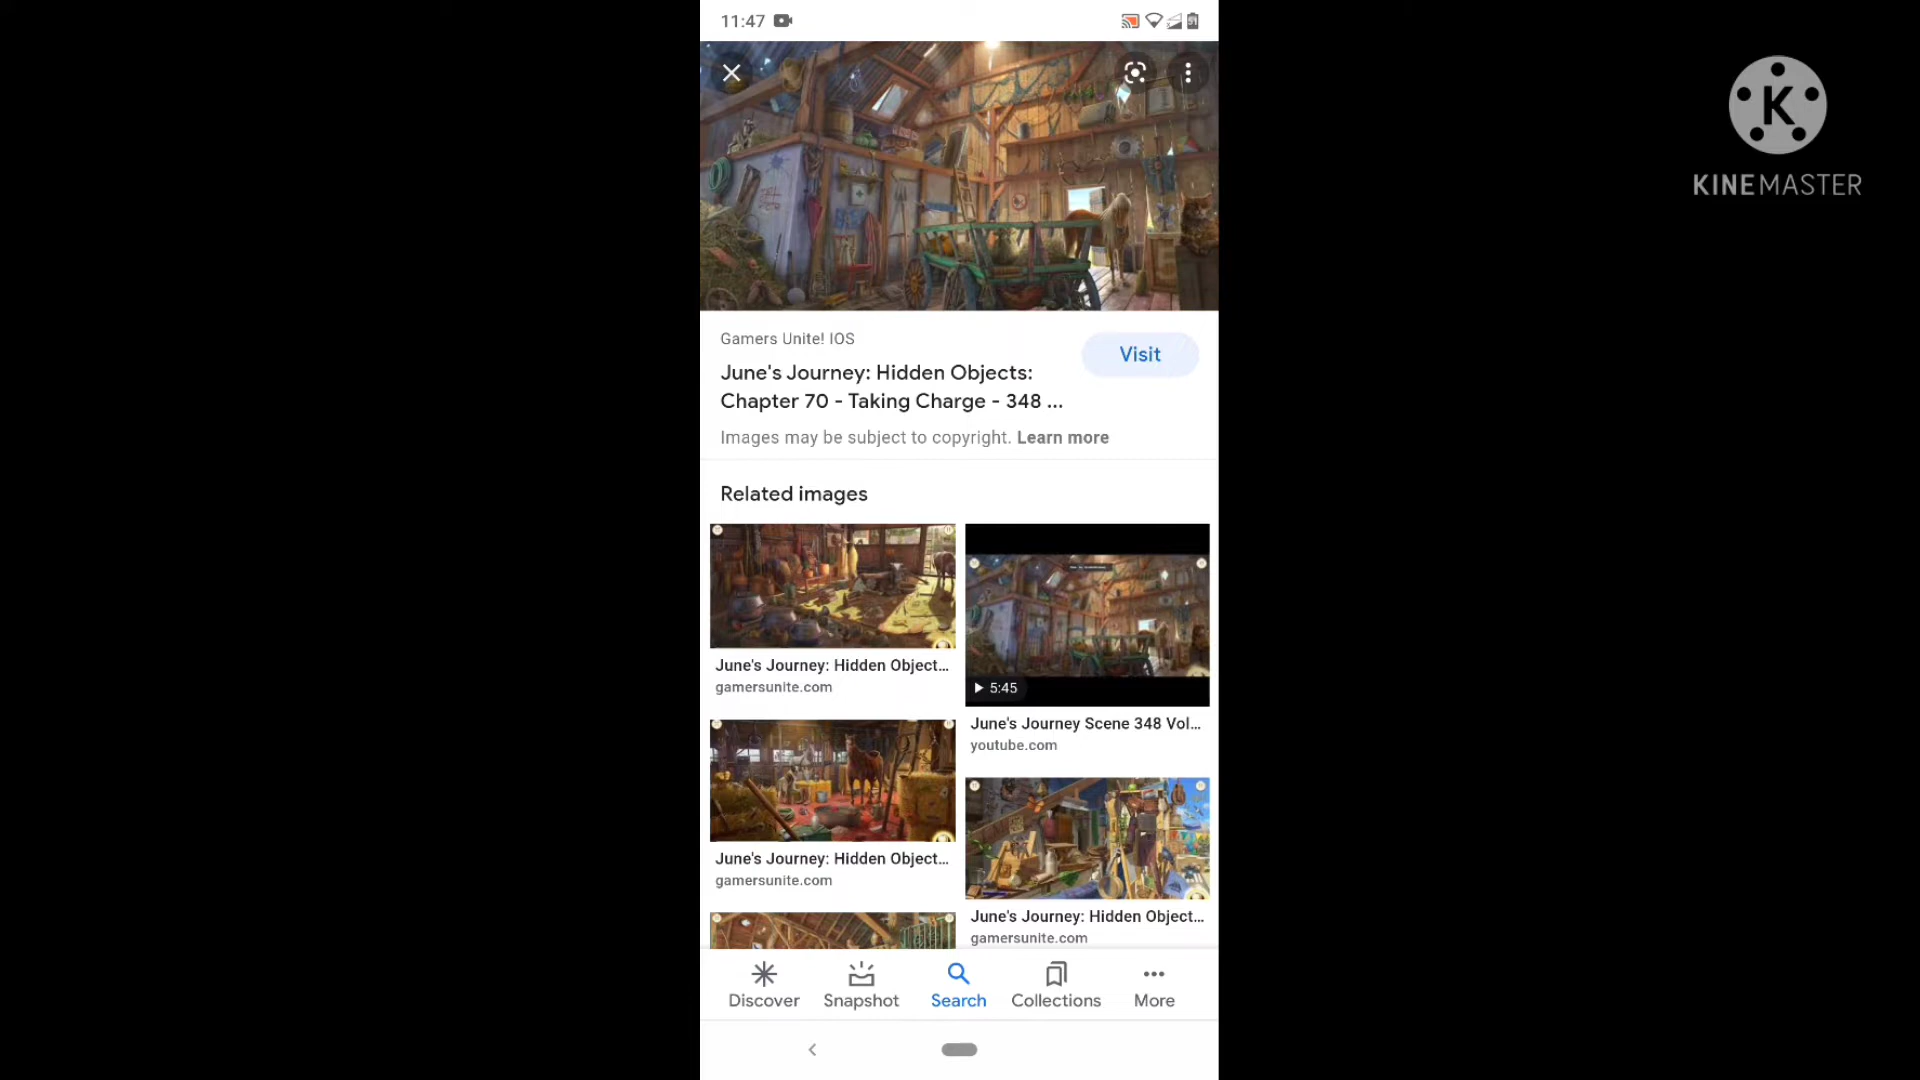 11:47
91
K
KINEMASTER
Gamers Unite! IOS
Visit
June's Journey: Hidden Objects:
Chapter 70 - Taking Charge - 348 ...
Images may be subject to copyright. Learn more
Related images
5:45
June's Journey: Hidden Object...
gamersunite.com
June's Journey Scene 348 Vol...
youtube.com
June's Journey: Hidden Object...
gamersunite.com
June's Journey: Hidden Object...
gamersunite.com
Discover Snapshot Search Collections More